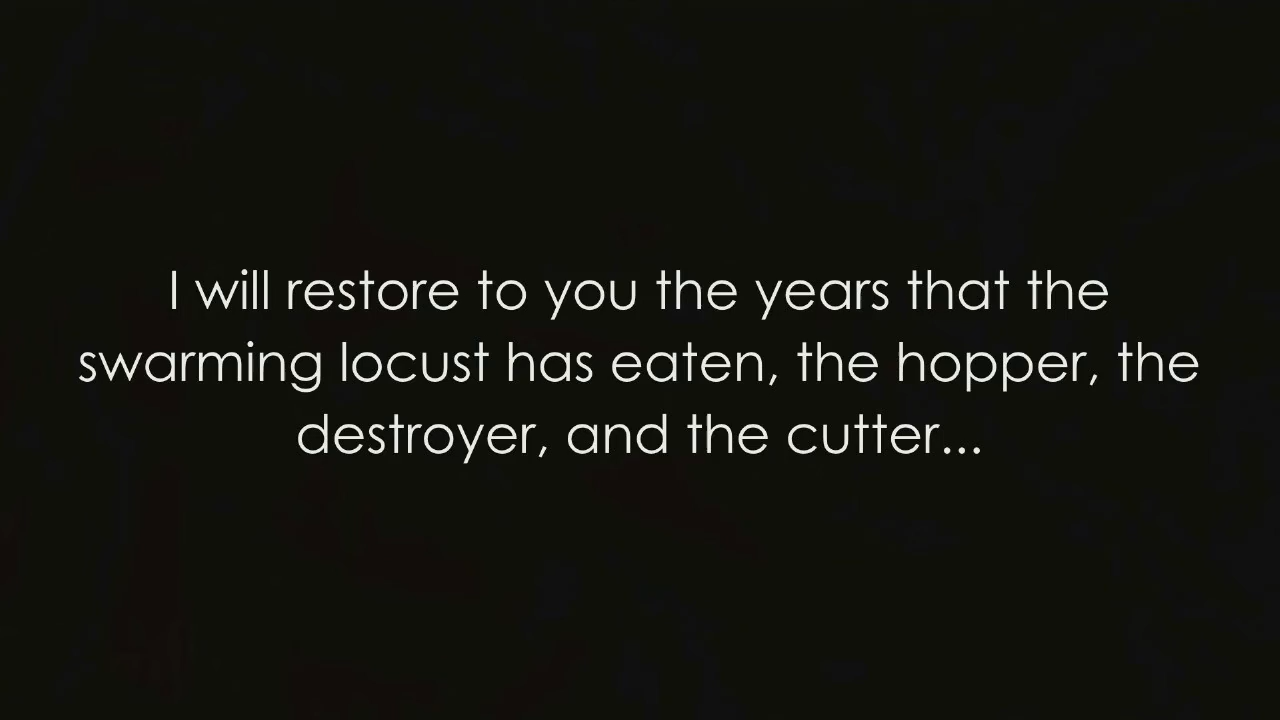 I will restore to you the years that the
swarming locust has eaten, the hopper, the
destroyer, and the cutter...